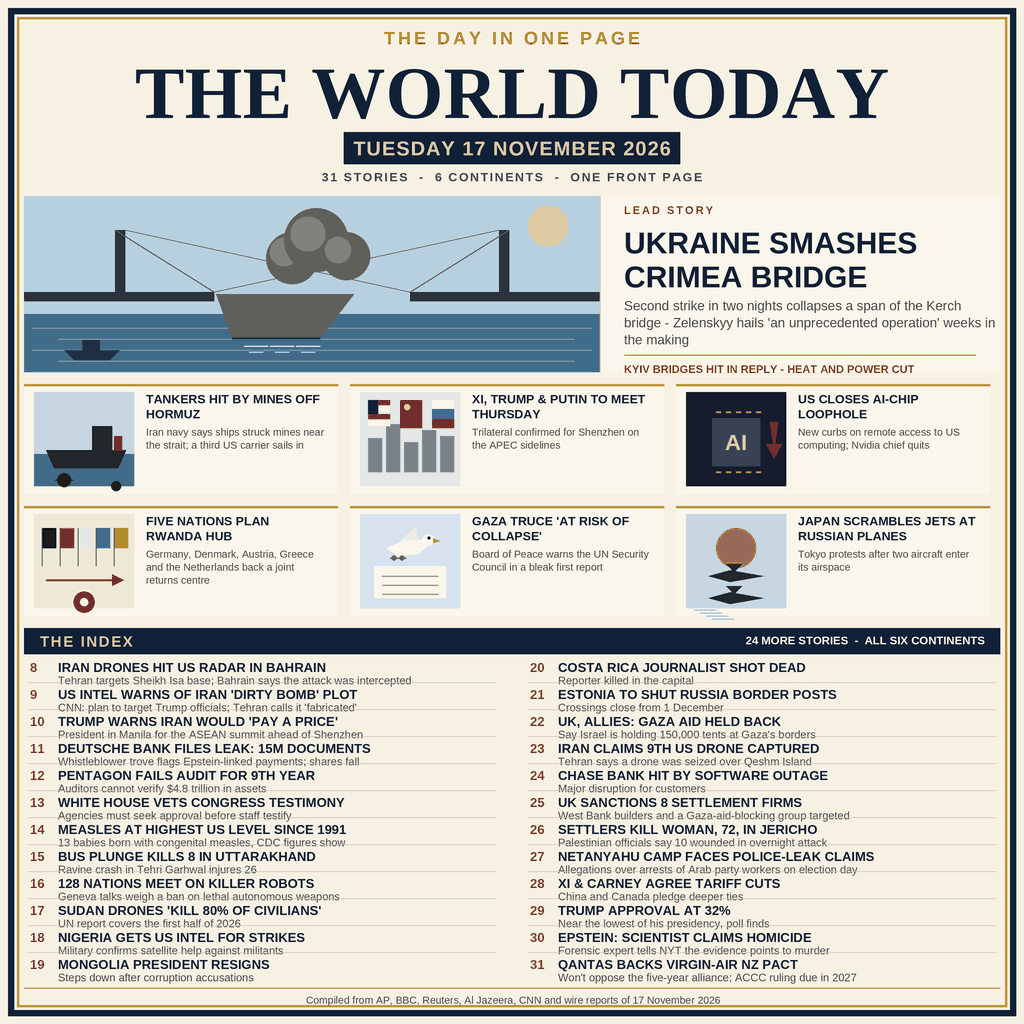 THE DAY IN ONE PAGE
THE WORLD TODAY
TUESDAY 17 NOVEMBER 2026
31 STORIES - 6 CONTINENTS - ONE FRONT PAGE
LEAD STORY
UKRAINE SMASHES
CRIMEA BRIDGE
Second strike in two nights collapses a span of the Kerch
bridge - Zelenskyy hails 'an unprecedented operation' weeks in
the making
KYIV BRIDGES HIT IN REPLY - HEAT AND POWER CUT
TANKERS HIT BY MINES OFF
HORMUZ
Iran navy says ships struck mines near
the strait; a third US carrier sails in
XI, TRUMP & PUTIN TO MEET
THURSDAY
Trilateral confirmed for Shenzhen on
the APEC sidelines
AI
US CLOSES AI-CHIP
LOOPHOLE
New curbs on remote access to US
computing; Nvidia chief quits
FIVE NATIONS PLAN
RWANDA HUB
Germany, Denmark, Austria, Greece
and the Netherlands back a joint
returns centre
GAZA TRUCE 'AT RISK OF
COLLAPSE'
Board of Peace warns the UN Security
Council in a bleak first report
JAPAN SCRAMBLES JETS AT
RUSSIAN PLANES
Tokyo protests after two aircraft enter
its airspace
THE INDEX
24 MORE STORIES - ALL SIX CONTINENTS
8 IRAN DRONES HIT US RADAR IN BAHRAIN
Tehran targets Sheikh Isa base; Bahrain says the attack was intercepted
9 US INTEL WARNS OF IRAN 'DIRTY BOMB' PLOT
CNN: plan to target Trump officials; Tehran calls it 'fabricated'
10 TRUMP WARNS IRAN WOULD 'PAY A PRICE'
President in Manila for the ASEAN summit ahead of Shenzhen
11 DEUTSCHE BANK FILES LEAK: 15M DOCUMENTS
Whistleblower trove flags Epstein-linked payments; shares fall
12 PENTAGON FAILS AUDIT FOR 9TH YEAR
Auditors cannot verify $4.8 trillion in assets
13 WHITE HOUSE VETS CONGRESS TESTIMONY
Agencies must seek approval before staff testify
14 MEASLES AT HIGHEST US LEVEL SINCE 1991
13 babies born with congenital measles, CDC figures show
15 BUS PLUNGE KILLS 8 IN UTTARAKHAND
Ravine crash in Tehri Garhwal injures 26
16 128 NATIONS MEET ON KILLER ROBOTS
Geneva talks weigh a ban on lethal autonomous weapons
17 SUDAN DRONES 'KILL 80% OF CIVILIANS'
UN report covers the first half of 2026
18 NIGERIA GETS US INTEL FOR STRIKES
Military confirms satellite help against militants
19 MONGOLIA PRESIDENT RESIGNS
Steps down after corruption accusations
20 COSTA RICA JOURNALIST SHOT DEAD
Reporter killed in the capital
21 ESTONIA TO SHUT RUSSIA BORDER POSTS
Crossings close from 1 December
22 UK, ALLIES: GAZA AID HELD BACK
Say Israel is holding 150,000 tents at Gaza's borders
23 IRAN CLAIMS 9TH US DRONE CAPTURED
Tehran says a drone was seized over Qeshm Island
24 CHASE BANK HIT BY SOFTWARE OUTAGE
Major disruption for customers
25 UK SANCTIONS 8 SETTLEMENT FIRMS
West Bank builders and a Gaza-aid-blocking group targeted
26 SETTLERS KILL WOMAN, 72, IN JERICHO
Palestinian officials say 10 wounded in overnight attack
27 NETANYAHU CAMP FACES POLICE-LEAK CLAIMS
Allegations over arrests of Arab party workers on election day
28 XI & CARNEY AGREE TARIFF CUTS
China and Canada pledge deeper ties
29 TRUMP APPROVAL AT 32%
Near the lowest of his presidency, poll finds
30 EPSTEIN: SCIENTIST CLAIMS HOMICIDE
Forensic expert tells NYT the evidence points to murder
31 QANTAS BACKS VIRGIN-AIR NZ PACT
Won't oppose the five-year alliance; ACCC ruling due in 2027
Compiled from AP, BBC, Reuters, Al Jazeera, CNN and wire reports of 17 November 2026